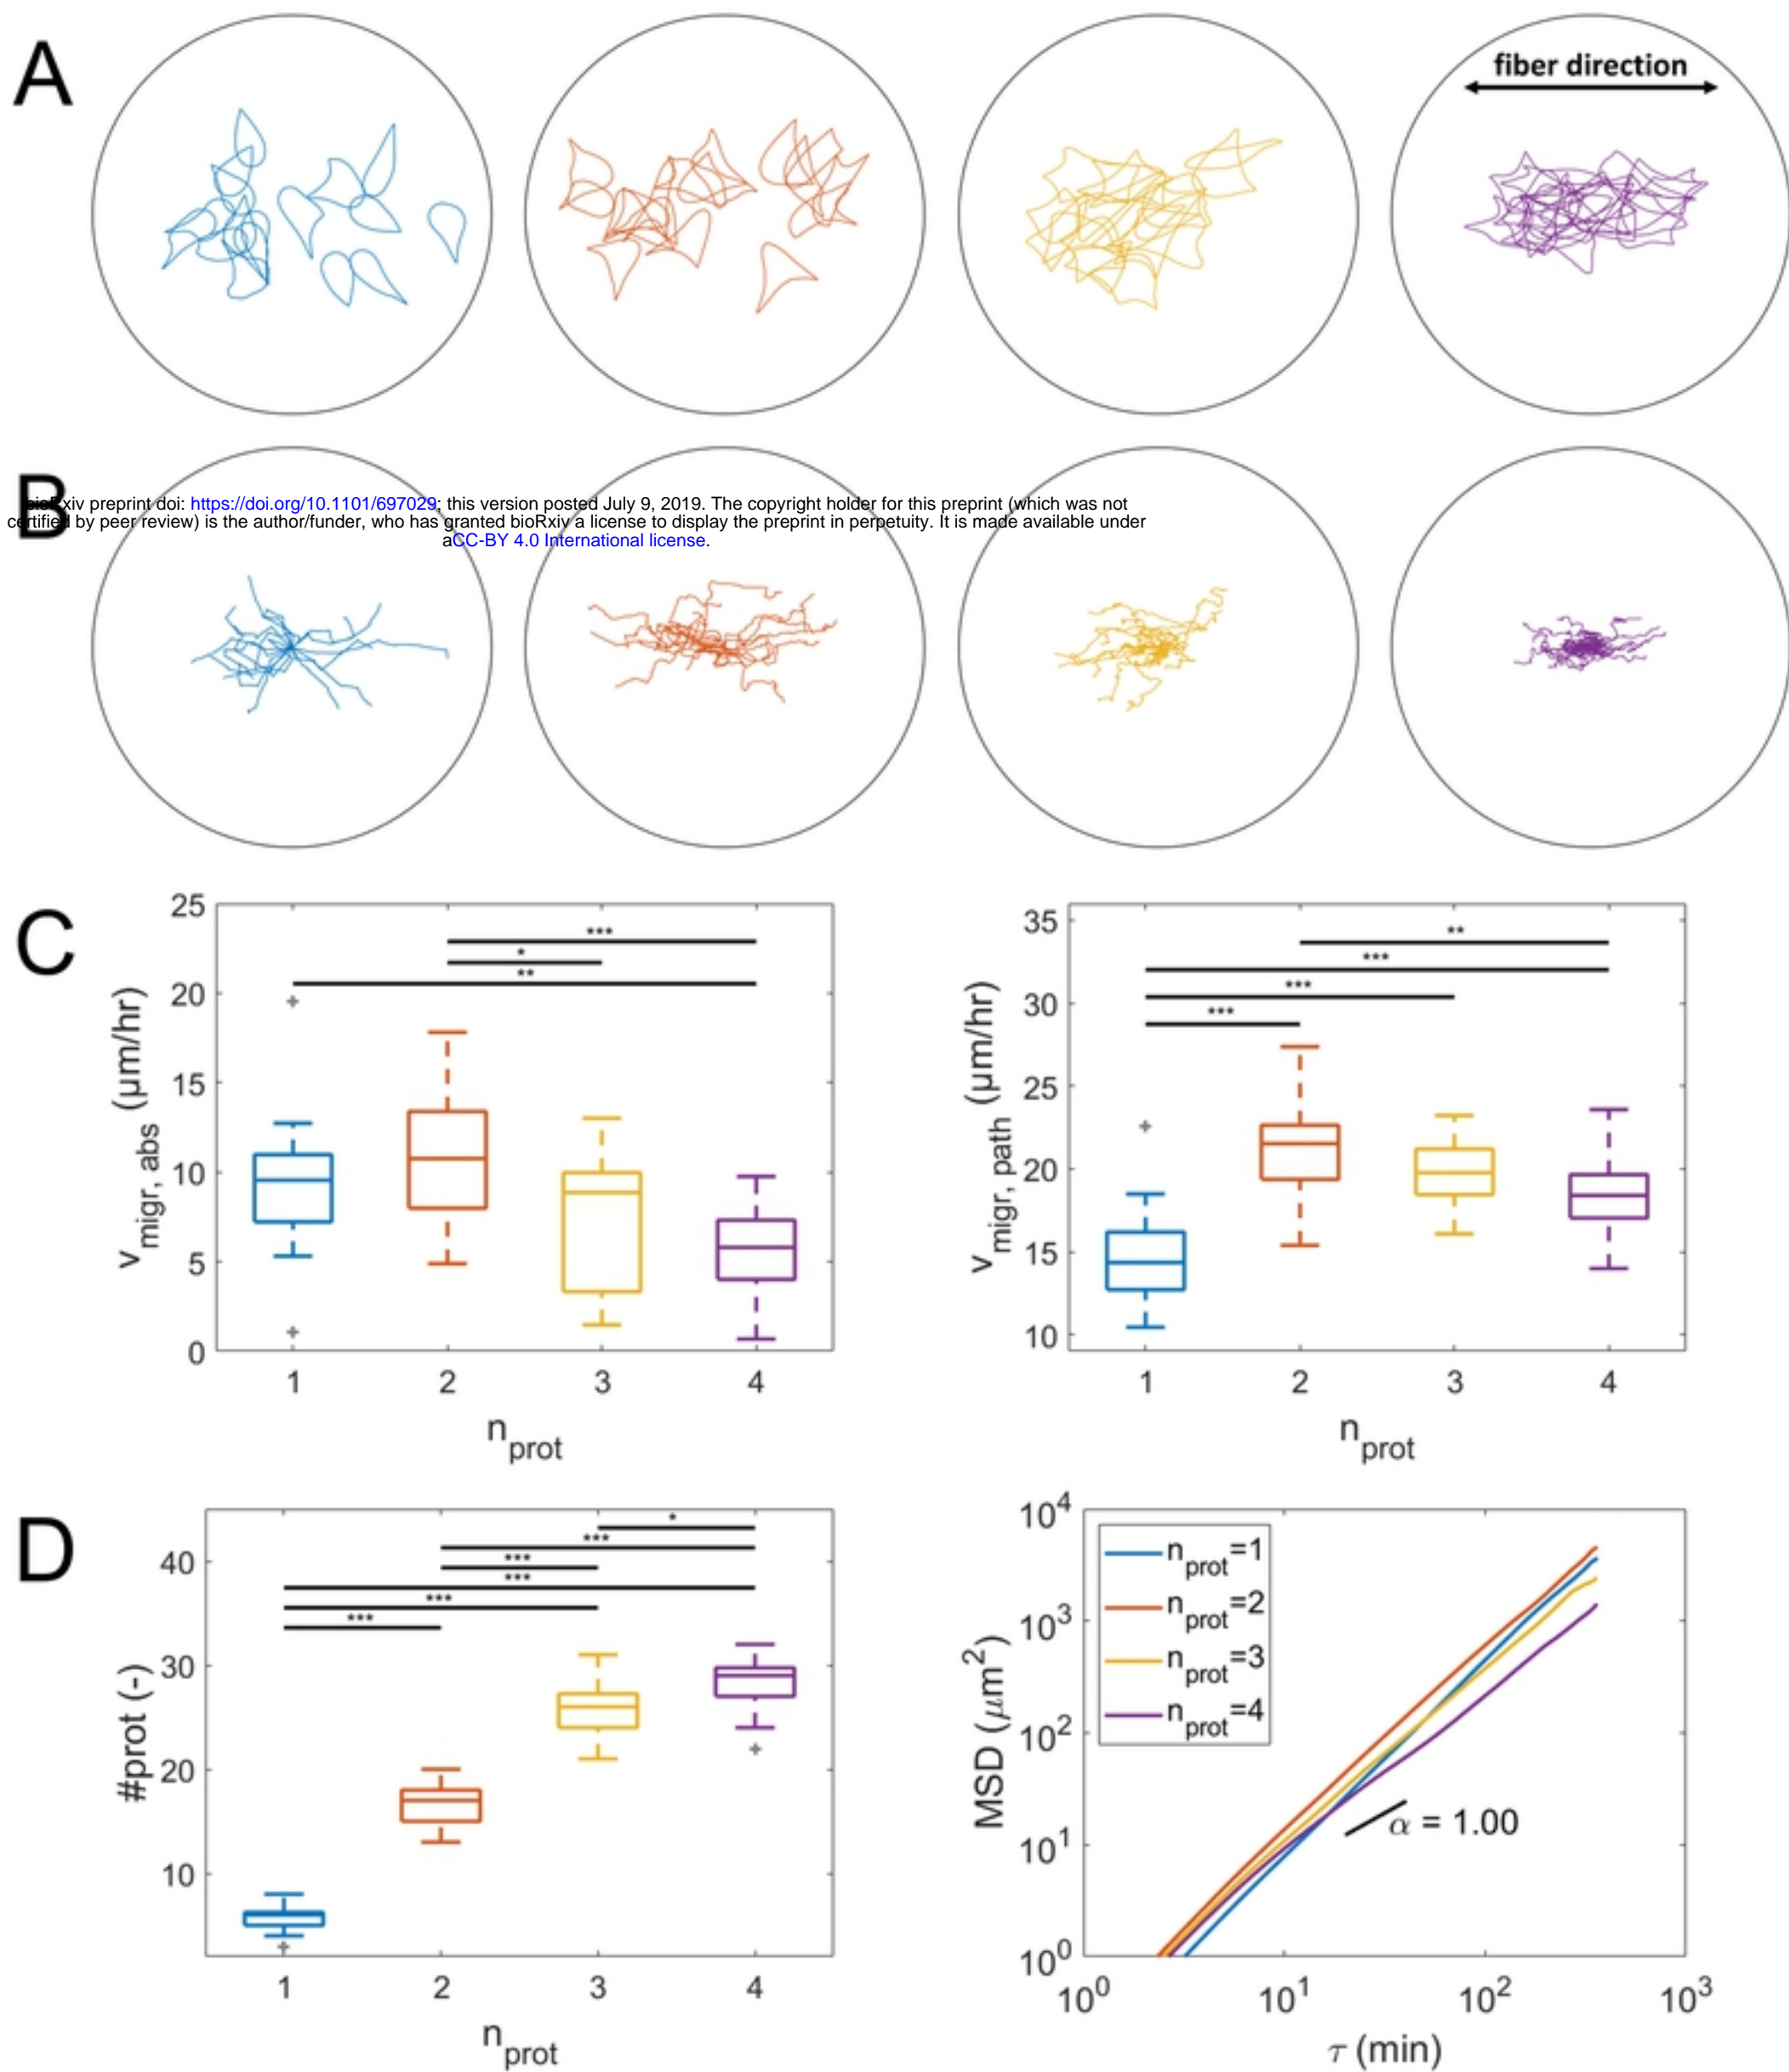 A
fiber direction
B
bioRxiv preprint doi: https://doi.org/10.1101/697029; this version posted July 9, 2019. The copyright holder for this preprint (which was not
certified by peer review) is the author/funder, who has granted bioRxiv a license to display the preprint in perpetuity. It is made available under
aCC-BY 4.0 International license.
C
25
20
15
10
5
0
v migr, abs (μm/hr)
***
*
**
1 2 3 4
n prot
35
30
25
20
15
10
v migr, path (μm/hr)
**
***
***
***
1 2 3 4
n prot
D
40
30
20
10
#prot (-)
*
***
***
***
***
***
1 2 3 4
n prot
10^4
10^3
10^2
10^1
10^0
MSD (μm^2)
n prot=1
n prot=2
n prot=3
n prot=4
α = 1.00
10^0 10^1 10^2 10^3
τ (min)